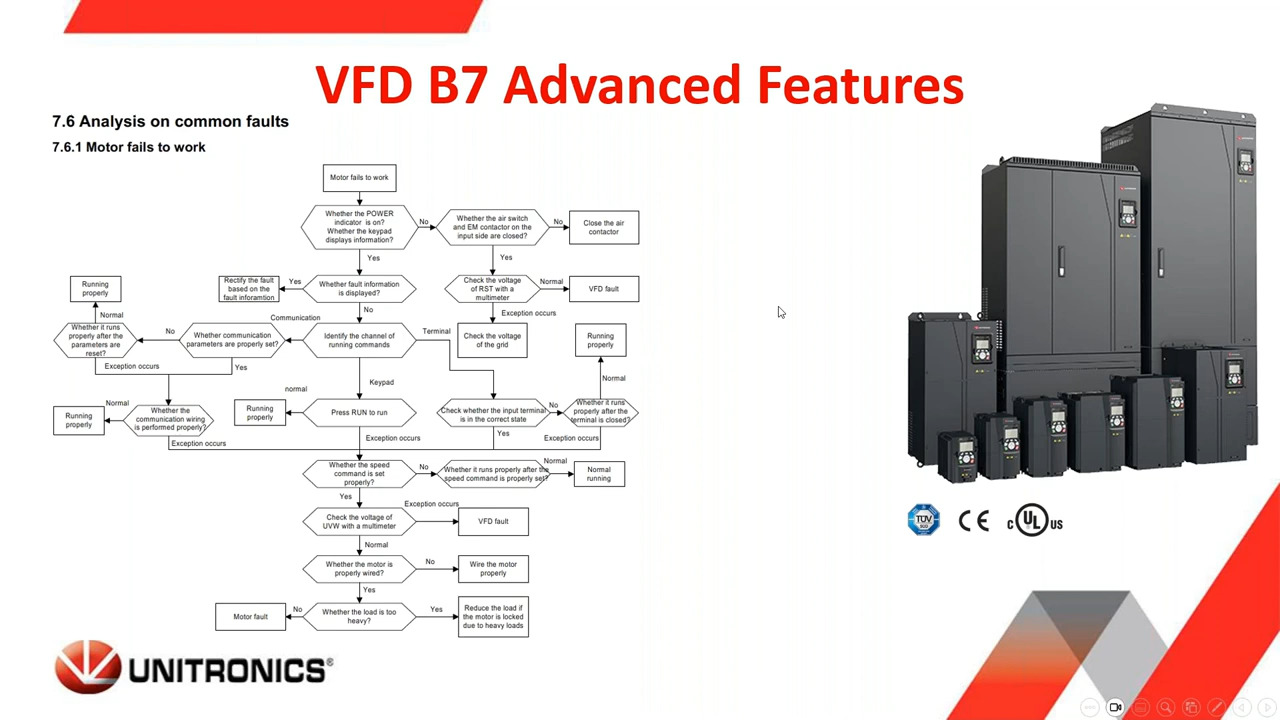 VFD B7 Advanced Features
7.6 Analysis on common faults
7.6.1 Motor fails to work
Motor fails to work
Whether the POWER
indicator is on?
Whether the keypad
displays information?
No
Whether the air switch
and EM contactor on the
input side are closed?
No
Close the air
contactor
Yes
Yes
Running
properly
Rectify the fault
based on the
fault inforamtion
Yes
Whether fault information
is displayed?
Check the voltage
of RST with a
multimeter
Normal
VFD fault
Normal
No
Exception occurs
Communication
Whether it runs
properly after the
parameters are
reset?
No
Whether communication
parameters are properly set?
Identify the channel of
running commands
Terminal
Check the voltage
of the grid
Running
properly
Exception occurs
Yes
Keypad
Normal
normal
Running
properly
Normal
Whether the
communication wiring
is performed properly?
Running
properly
Press RUN to run
Check whether the input terminal
is in the correct state
No
Whether it runs
properly after the
terminal is closed?
Exception occurs
Exception occurs
Yes
Exception occurs
Whether the speed
command is set
properly?
No
Whether it runs properly after the
speed command is properly set?
Normal
Normal
running
Yes
Exception occurs
Check the voltage of
UVW with a multimeter
VFD fault
Normal
Whether the motor is
properly wired?
No
Wire the motor
properly
Yes
Motor fault
No
Whether the load is too
heavy?
Yes
Reduce the load if
the motor is locked
due to heavy loads
TÜV
CE
C UL US
UNITRONICS®